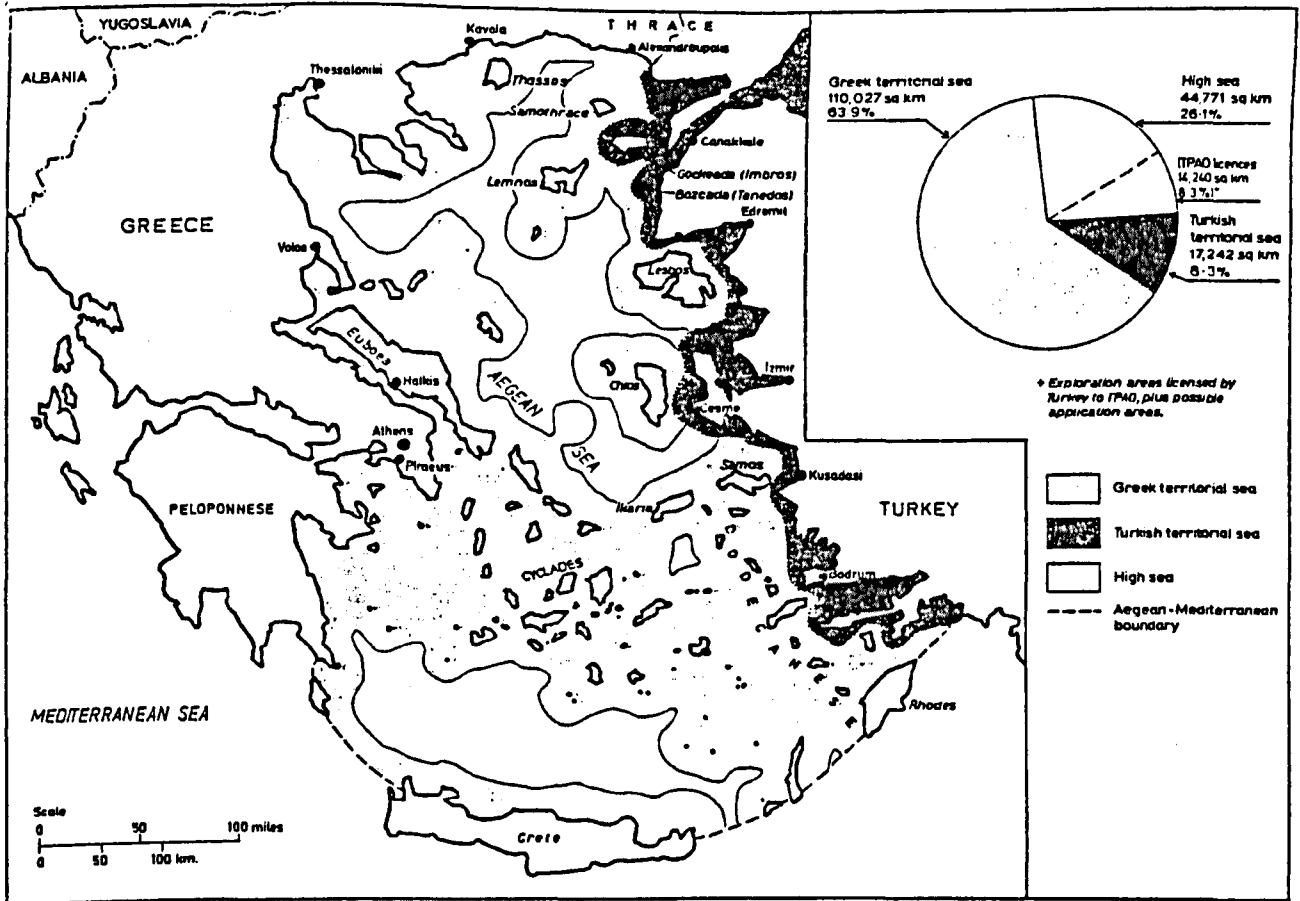 YUGOSLAVIA
ALBANIA
THRACE
Kavala
Alexandroupolis
Thessaloniki
Thassos
Samothrace
Canakkale
Lemnos
Gockeada (Imbros)
Bozcada (Tenedos)
Edremit
GREECE
Volos
Lesbos
Euboea
AEGEAN
SEA
Chios
Izmir
Halkis
Cesme
Athens
Piraeus
Samos
Kusadasi
Ikaria
PELOPONNESE
TURKEY
CYCLADES
Bodrum
MEDITERRANEAN SEA
Rhodes
Crete
Scale
0 50 100 miles
0 50 100 km.
Greek territorial sea
110,027 sq km
63.9%
High sea
44,771 sq km
26·1%
licences
14,240 sq km
Turkish
territorial sea
17,242 sq km
+ Exploration areas licensed by
Turkey to TPAO, plus possible
application areas.
Greek territorial sea
Turkish territorial sea
High sea
Aegean-Mediterranean
boundary